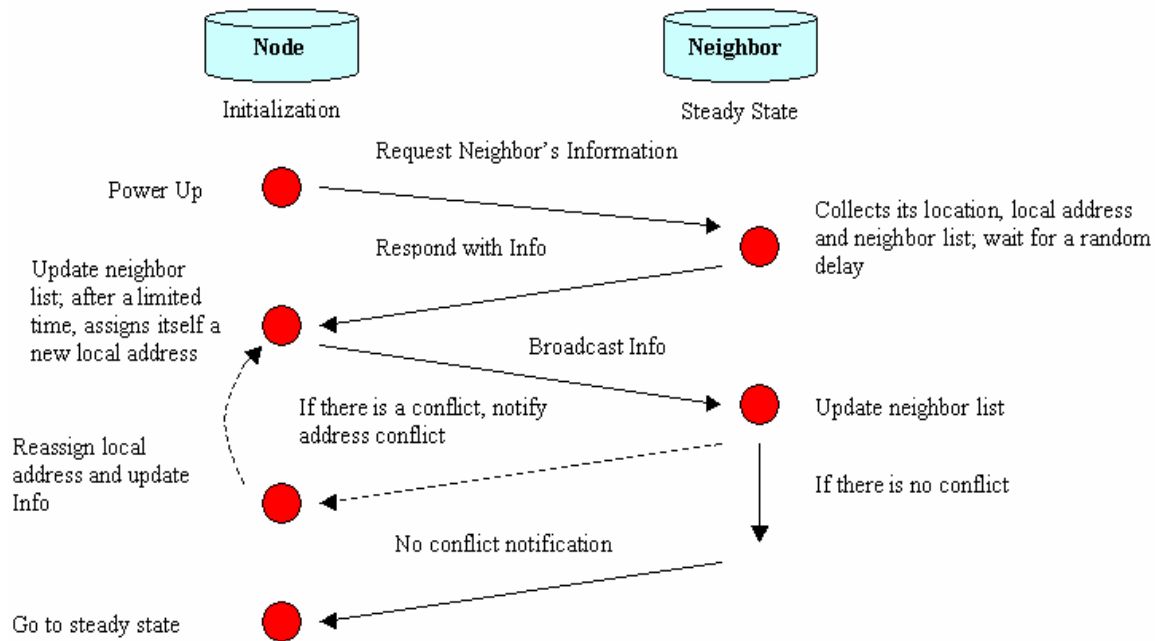 Node
Neighbor
Initialization
Steady State
Request Neighbor's Information
Power Up
Collects its location, local address
and neighbor list; wait for a random
delay
Respond with Info
Update neighbor
list; after a limited
time, assigns itself a
new local address
Broadcast Info
If there is a conflict, notify
address conflict
Update neighbor list
Reassign local
address and update
Info
If there is no conflict
No conflict notification
Go to steady state